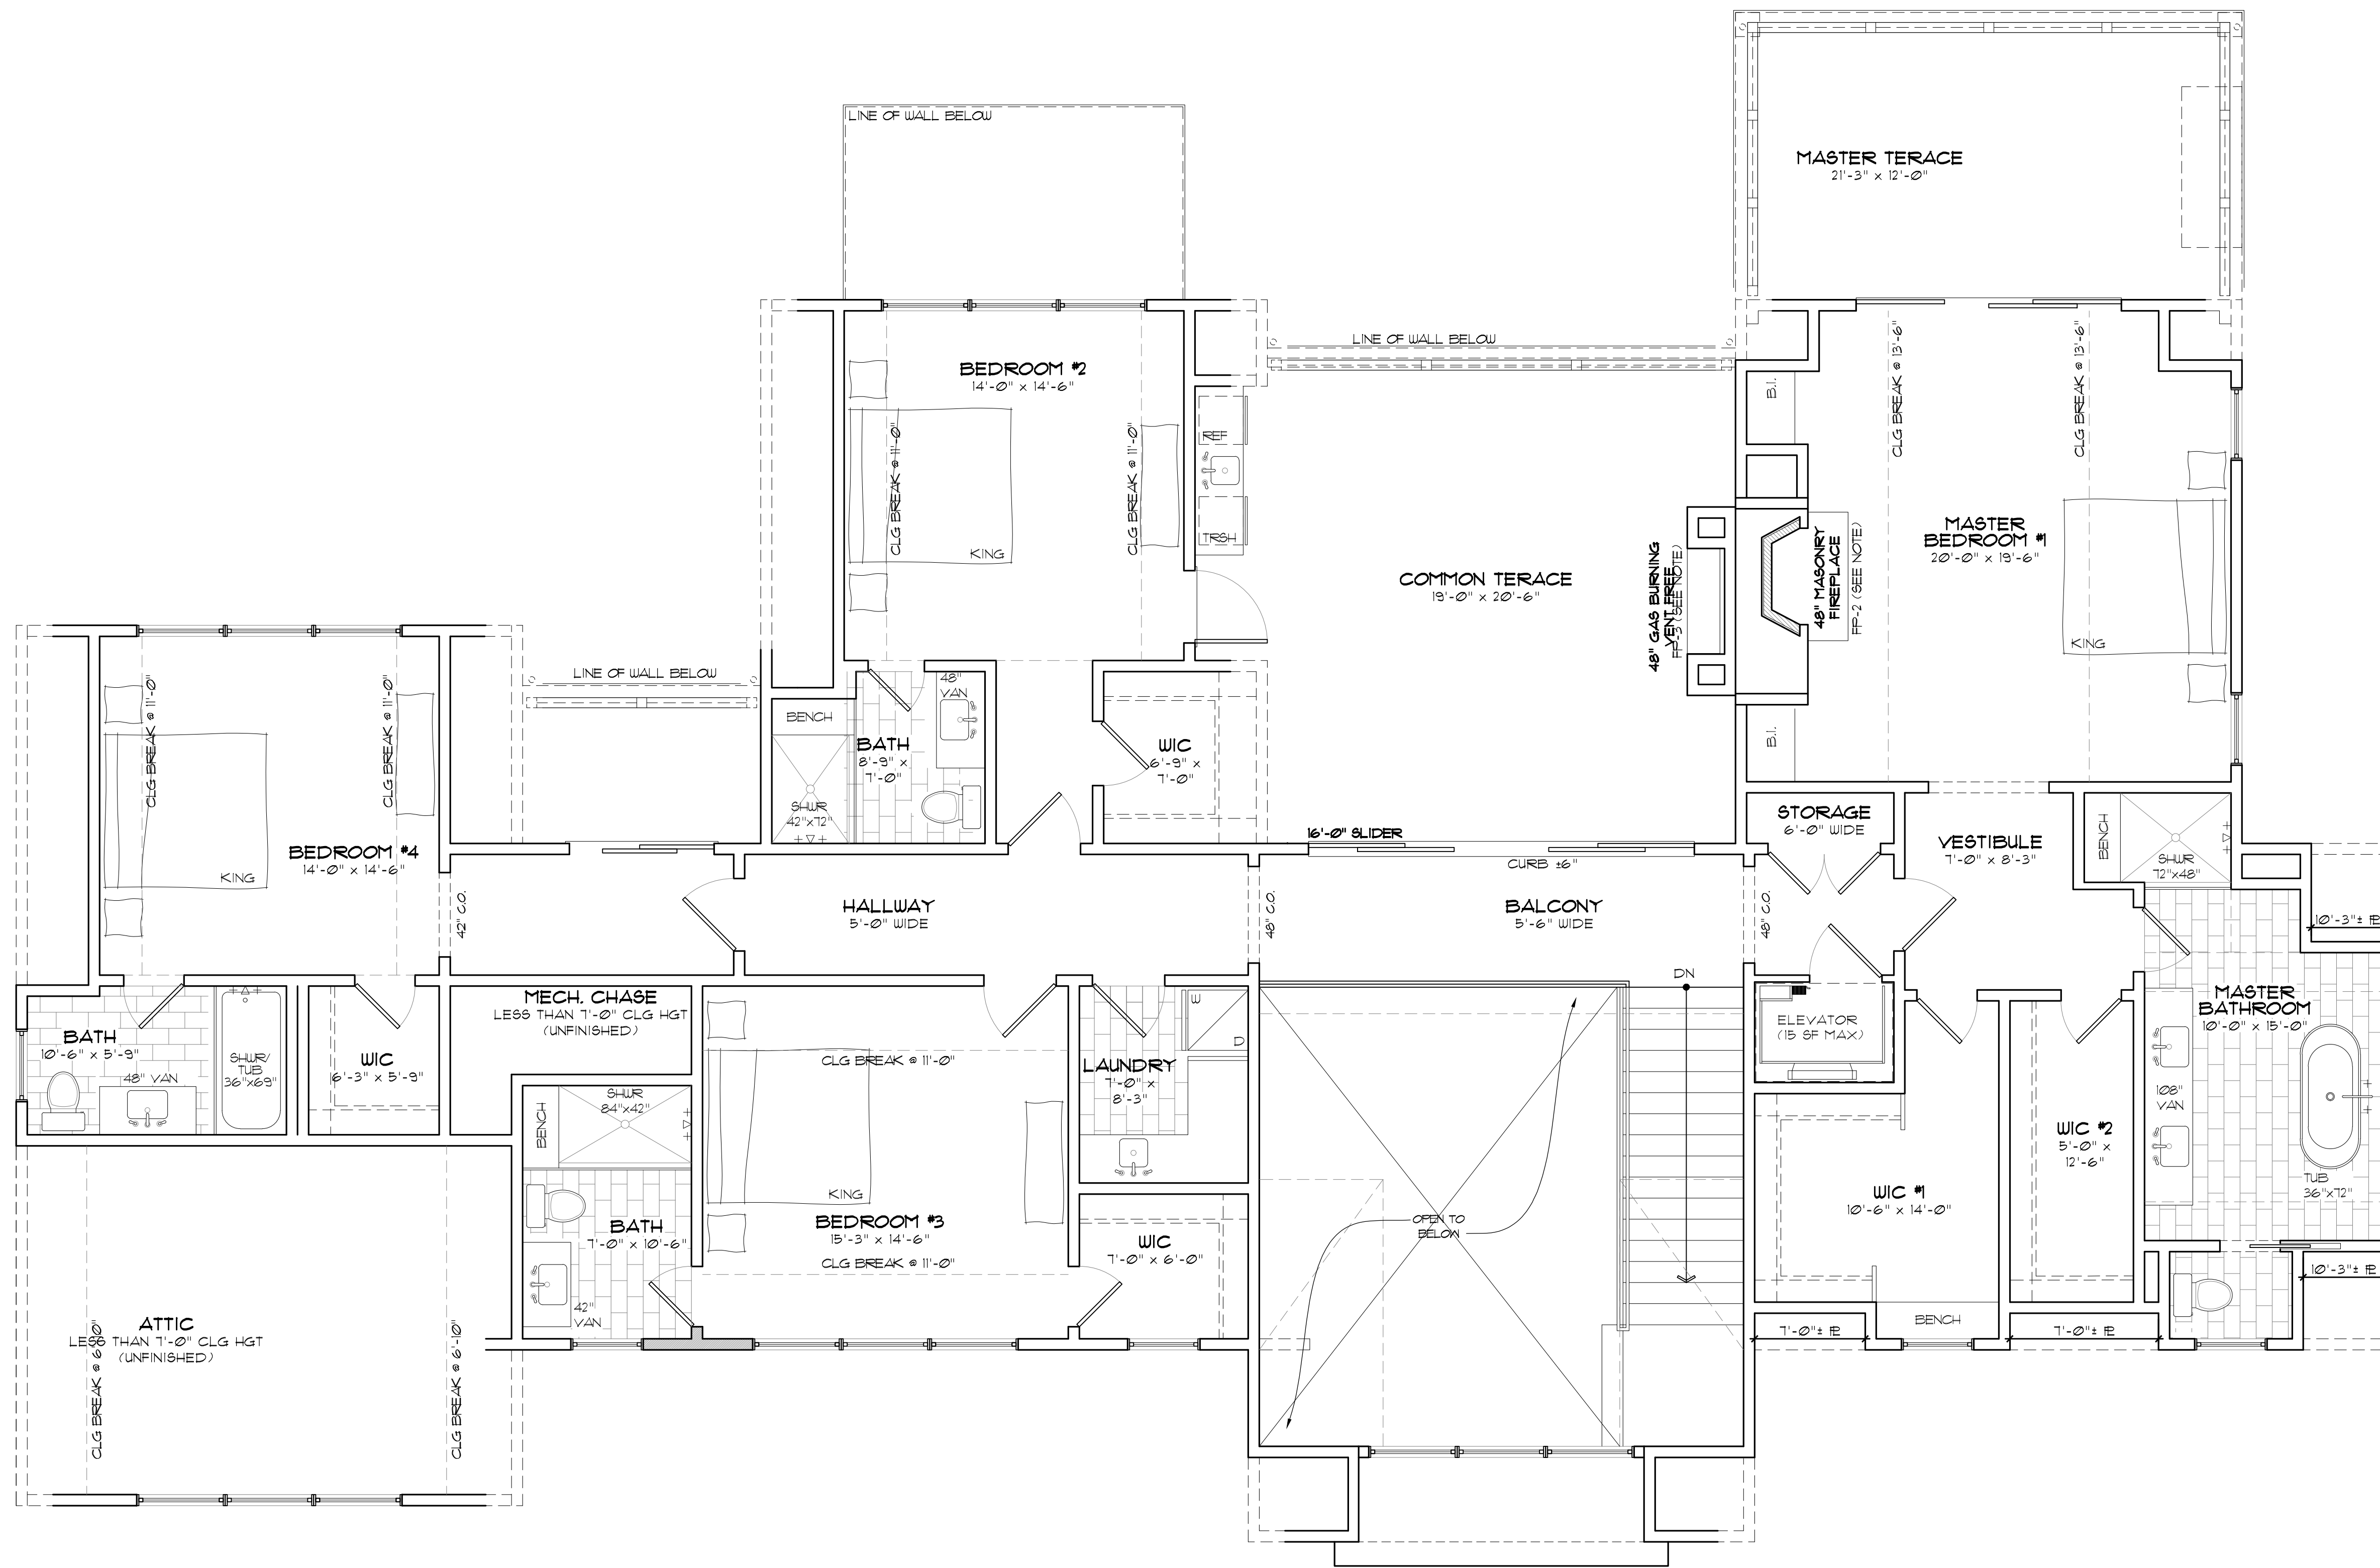 LINE OF WALL BELOW
MASTER TERACE
21'-3" x 12'-0"
LINE OF WALL BELOW
BEDROOM #2
14'-0" x 14'-6"
CLG BREAK @ 11'-0"
CLG BREAK @ 11'-0"
KING
REF
TRSH
COMMON TERACE
19'-0" x 20'-6"
48" GAS BURNING
VENT FREE
FP-3 (SEE NOTE)
48" MASONRY
FIREPLACE
FP-2 (SEE NOTE)
B.I.
B.I.
CLG BREAK @ 13'-6"
CLG BREAK @ 13'-6"
MASTER
BEDROOM #1
20'-0" x 19'-6"
KING
LINE OF WALL BELOW
CLG BREAK @ 11'-0"
CLG BREAK @ 11'-0"
BEDROOM #4
14'-0" x 14'-6"
KING
42" C.O.
BENCH
SHWR
42"x72"
BATH
8'-9" x
7'-0"
48"
VAN
WIC
6'-9" x
7'-0"
16'-0" SLIDER
CURB ±6"
STORAGE
6'-0" WIDE
VESTIBULE
7'-0" x 8'-3"
BENCH
SHWR
72"x48"
HALLWAY
5'-0" WIDE
48" C.O.
BALCONY
5'-6" WIDE
48" C.O.
10'-3"± PL
BATH
10'-6" x 5'-9"
48" VAN
SHWR/
TUB
36"x69"
WIC
6'-3" x 5'-9"
MECH. CHASE
LESS THAN 7'-0" CLG HGT
(UNFINISHED)
BENCH
SHWR
84"x42"
BATH
7'-0" x 10'-6"
42"
VAN
CLG BREAK @ 11'-0"
KING
BEDROOM #3
15'-3" x 14'-6"
CLG BREAK @ 11'-0"
W
D
LAUNDRY
7'-0" x
8'-3"
WIC
7'-0" x 6'-0"
OPEN TO
BELOW
DN
ELEVATOR
(15 SF MAX)
WIC #1
10'-6" x 14'-0"
WIC #2
5'-0" x
12'-6"
MASTER
BATHROOM
10'-0" x 15'-0"
108"
VAN
TUB
36"x72"
10'-3"± PL
7'-0"± PL
BENCH
7'-0"± PL
ATTIC
LESS THAN 7'-0" CLG HGT
(UNFINISHED)
CLG BREAK @ 6'-10"
CLG BREAK @ 6'-10"